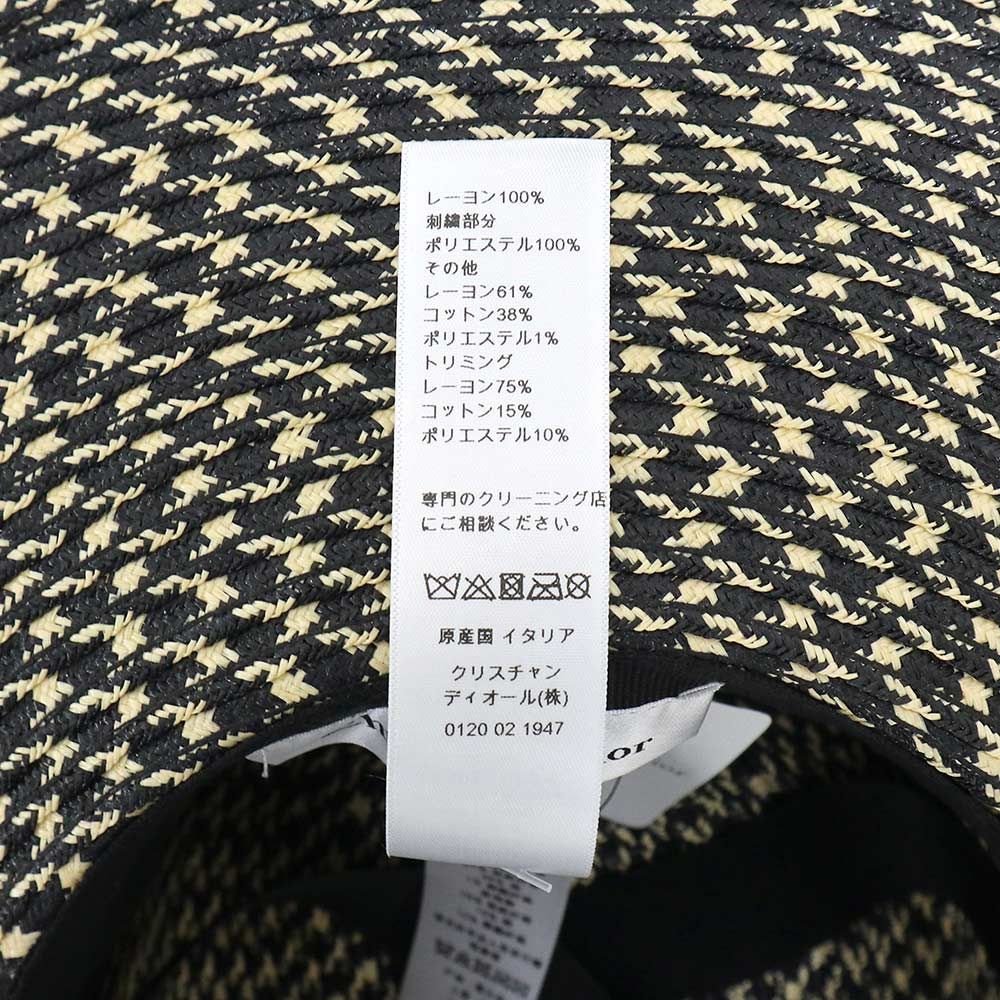 レーヨン100%
刺繍部分
ポリエステル100%
その他
レーヨン61%
コットン38%
ポリエステル1%
トリミング
レーヨン75%
コットン15%
ポリエステル10%
専門のクリーニング店
にご相談ください。
原産国 イタリア
クリスチャン
ディオール(株)
0120 02 1947